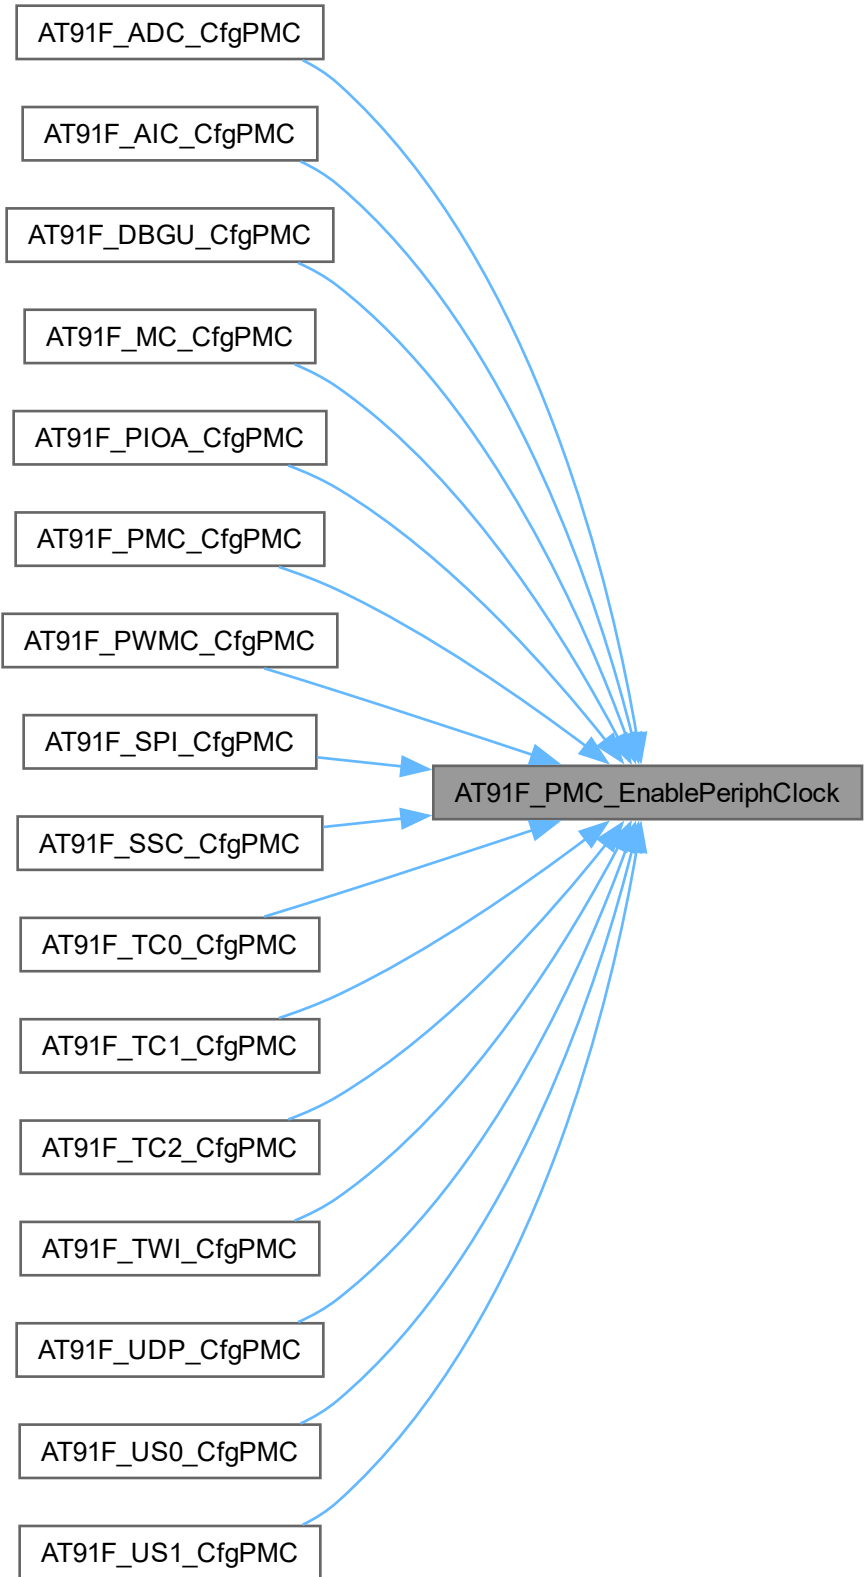 AT91F_ADC_CfgPMC
AT91F_AIC_CfgPMC
AT91F_DBGU_CfgPMC
AT91F_MC_CfgPMC
AT91F_PIOA_CfgPMC
AT91F_PMC_CfgPMC
AT91F_PWMC_CfgPMC
AT91F_SPI_CfgPMC
AT91F_PMC_EnablePeriphClock
AT91F_SSC_CfgPMC
AT91F_TC0_CfgPMC
AT91F_TC1_CfgPMC
AT91F_TC2_CfgPMC
AT91F_TWI_CfgPMC
AT91F_UDP_CfgPMC
AT91F_US0_CfgPMC
AT91F_US1_CfgPMC